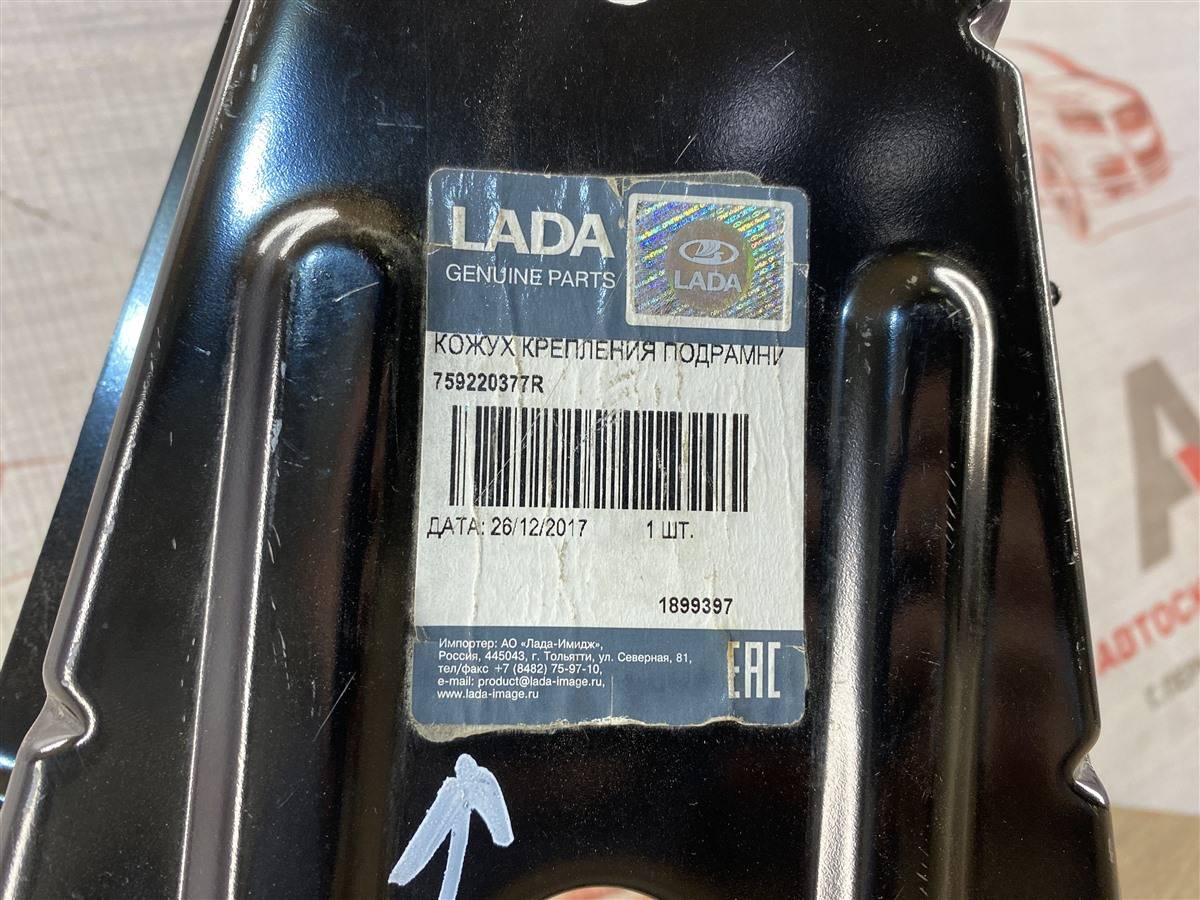 LADA
GENUINE PARTS
LADA
КОЖУХ КРЕПЛЕНИЯ ПОДРАМНИ
759220377R
ДАТА: 26/12/2017 1 ШТ.
1899397
Импортер: АО «Лада-Имидж»,
Россия, 445043, г. Тольятти, ул. Северная, 81,
тел/факс +7 (8482) 75-97-10,
e-mail: product@lada-image.ru,
www.lada-image.ru
EAC